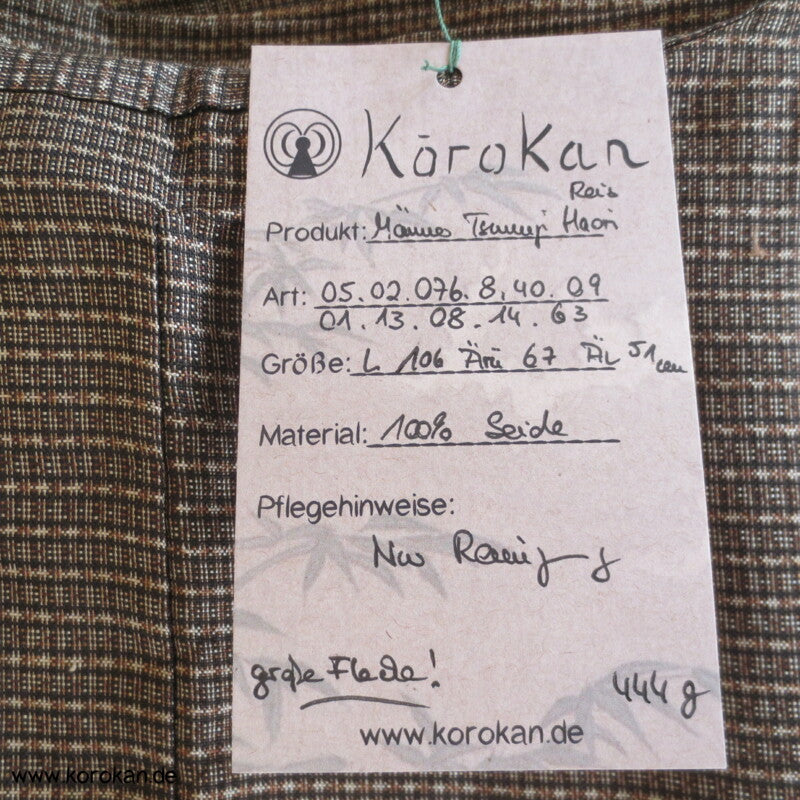 KōroKan
Reis
Produkt: Männer Tsumugi Haori
Art: 05.02.076.8.40.09
01.13.08.14.63
Größe: L 106 Äru 67 ÄL 51 cm
Material: 100% Seide
Pflegehinweise:
Nur Reinigung
große Flecke!
444 g
www.korokan.de
www.korokan.de